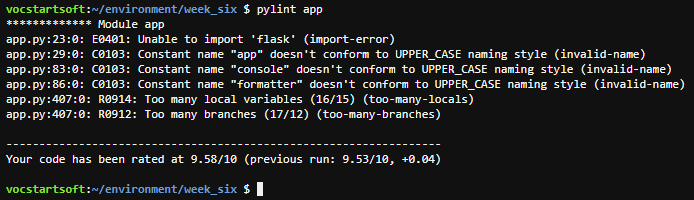 vocstartsoft:~/environment/week_six $ pylint app
************* Module app
app.py:23:0: E0401: Unable to import 'flask' (import-error)
app.py:29:0: C0103: Constant name "app" doesn't conform to UPPER_CASE naming style (invalid-name)
app.py:83:0: C0103: Constant name "console" doesn't conform to UPPER_CASE naming style (invalid-name)
app.py:86:0: C0103: Constant name "formatter" doesn't conform to UPPER_CASE naming style (invalid-name)
app.py:407:0: R0914: Too many local variables (16/15) (too-many-locals)
app.py:407:0: R0912: Too many branches (17/12) (too-many-branches)

------------------------------------------------------------------
Your code has been rated at 9.58/10 (previous run: 9.53/10, +0.04)

vocstartsoft:~/environment/week_six $